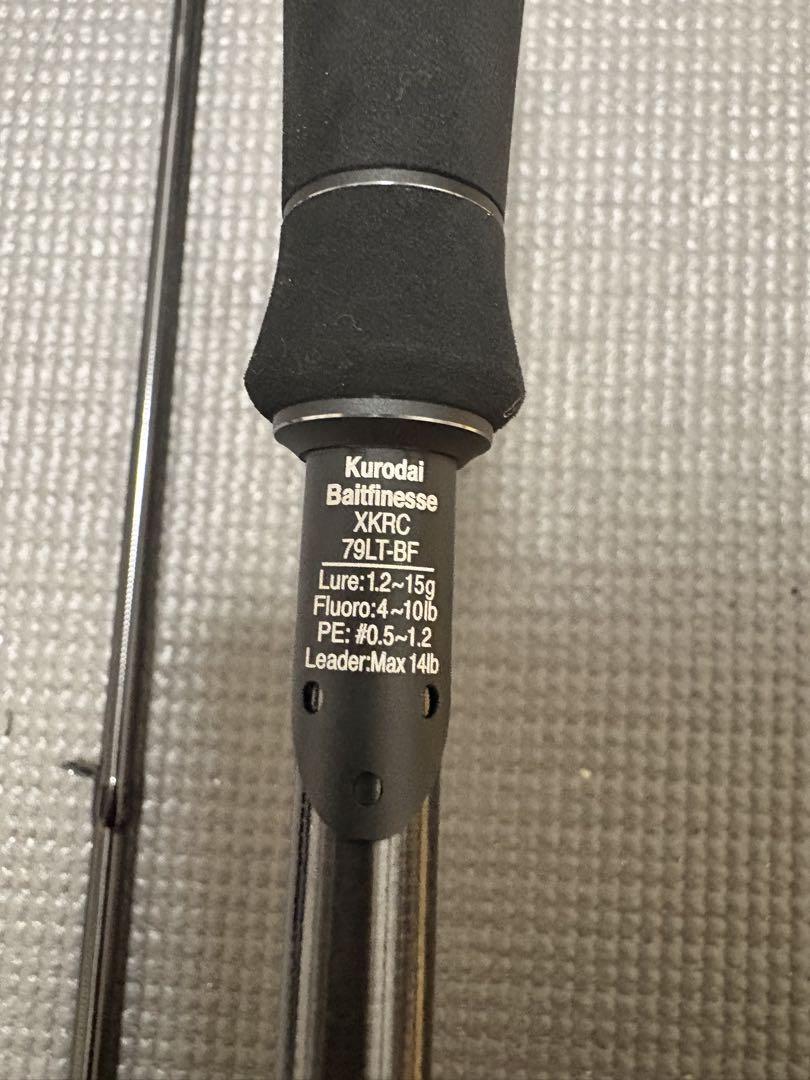 Kurodai
Baitfinesse
XKRC
79LT-BF
Lure:1.2~15g
Fluoro:4~10lb
PE: #0.5~1.2
Leader:Max 14lb